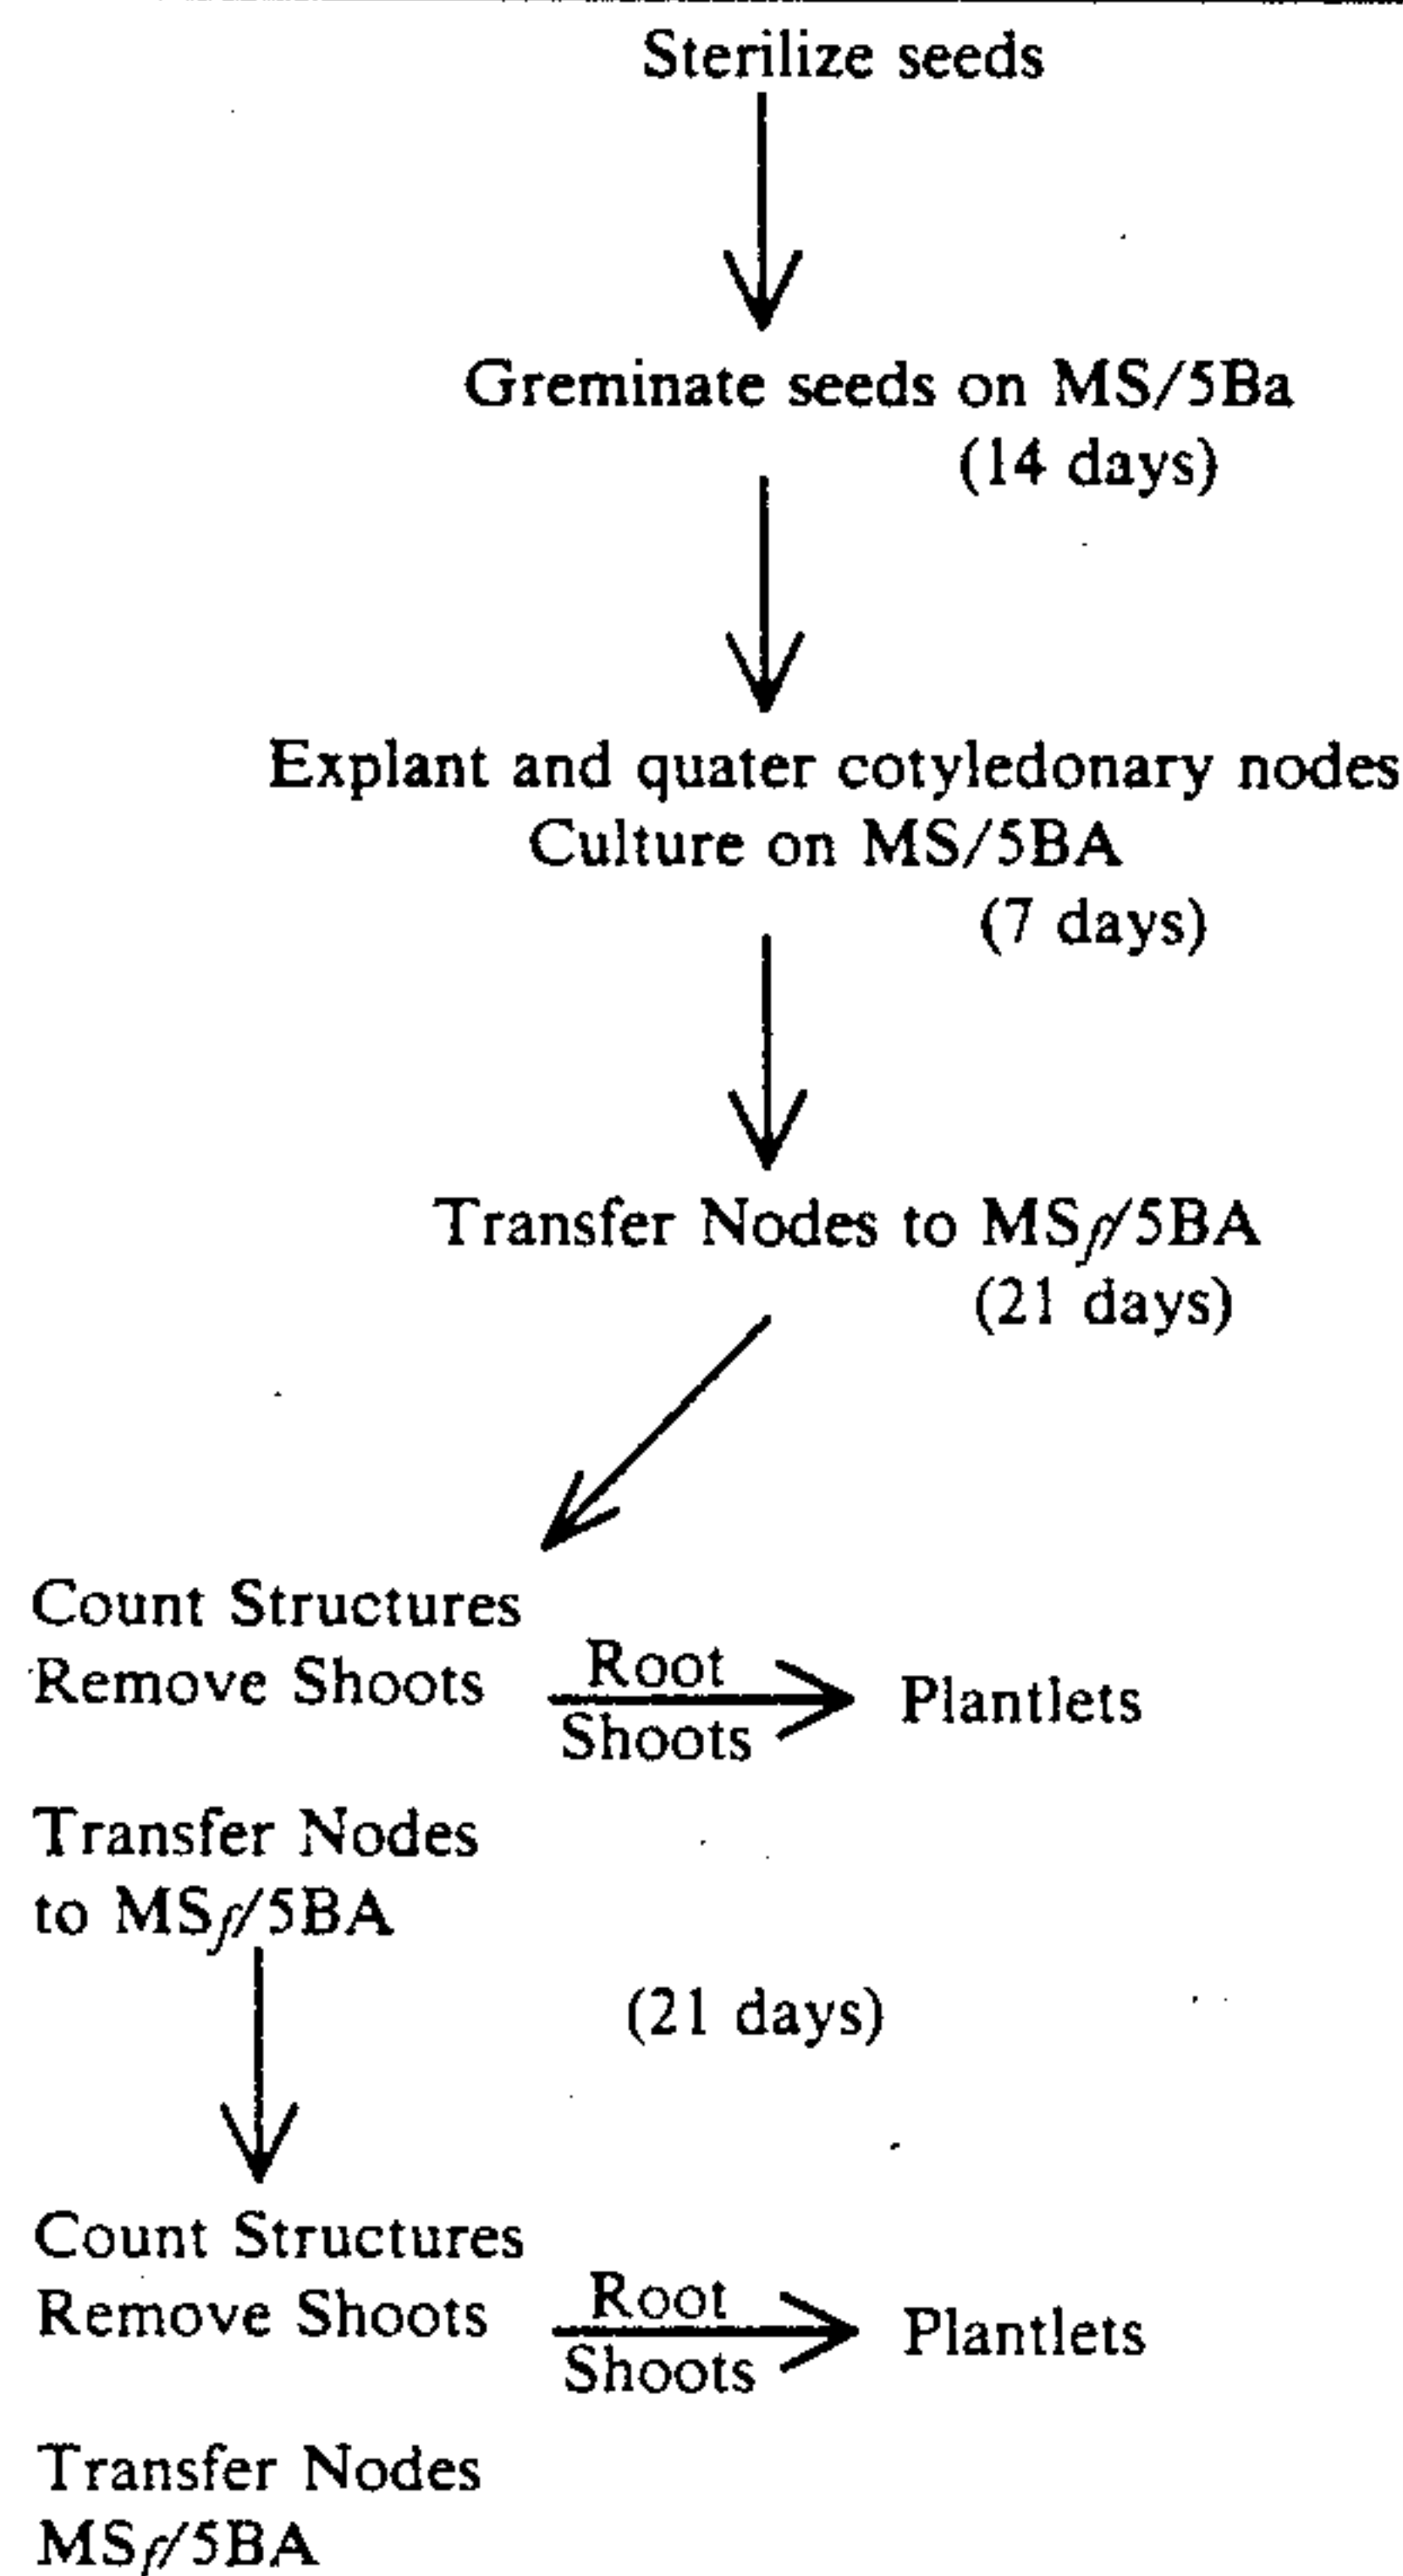 Sterilize seeds
Greminate seeds on MS/5Ba
(14 days)
Explant and quater cotyledonary nodes
Culture on MS/5BA
(7 days)
Transfer Nodes to MSf/5BA
(21 days)
Count Structures
Remove Shoots
Root
Shoots
Plantlets
Transfer Nodes
to MSf/5BA
(21 days)
Count Structures
Remove Shoots
Root
Shoots
Plantlets
Transfer Nodes
MSf/5BA